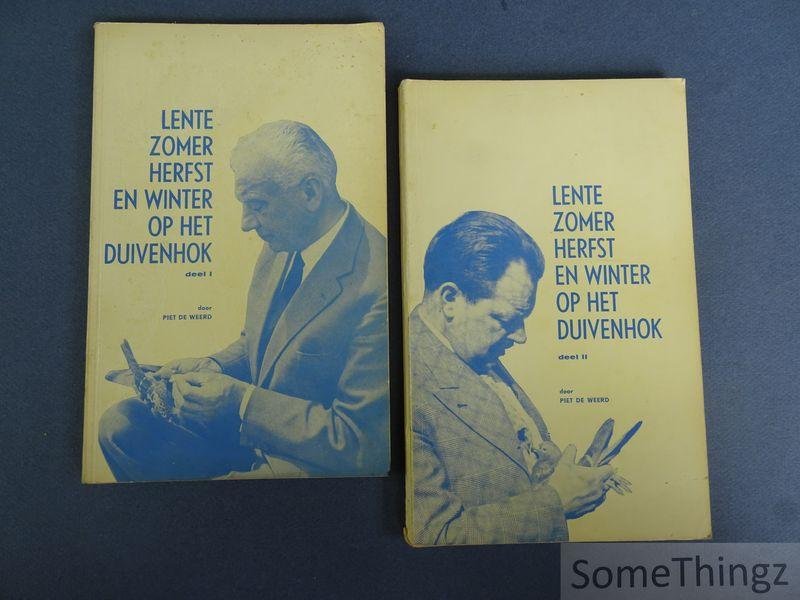 LENTE
ZOMER
HERFST
EN WINTER
OP HET
DUIVENHOK
deel I
door
PIET DE WEERD
LENTE
ZOMER
HERFST
EN WINTER
OP HET
DUIVENHOK
deel II
door
PIET DE WEERD
SomeThingz